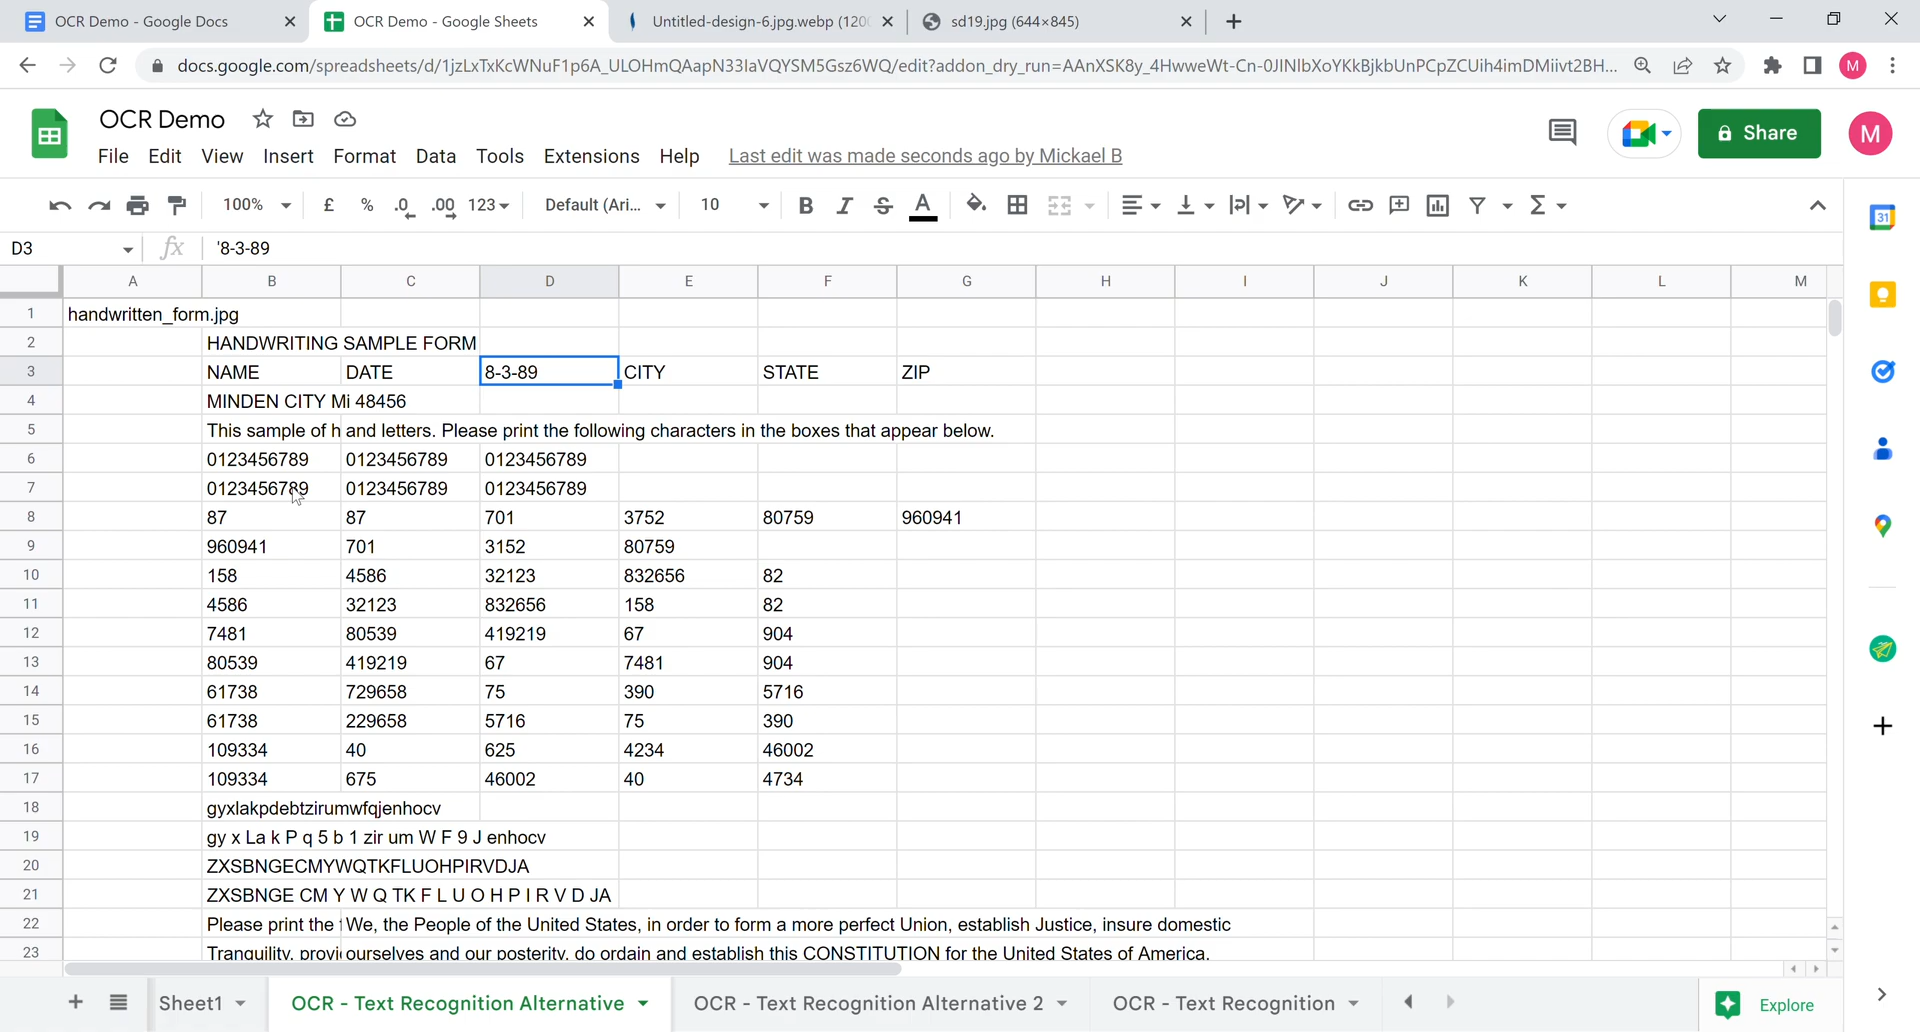 OCR Demo - Google Docs
OCR Demo - Google Sheets
Untitled-design-6.jpg.webp (120
sd19.jpg (644×845)
docs.google.com/spreadsheets/d/1jzLxTxKcWNuF1p6A_ULOHmQAapN33IaVQYSM5Gsz6WQ/edit?addon_dry_run=AAnXSK8y_4HwweWt-Cn-0JINlbXoYKkBjkbUnPCpZCUih4imDMiivt2BH...
M
OCR Demo
Share
M
File Edit View Insert Format Data Tools Extensions Help Last edit was made seconds ago by Mickael B
100% £ % .0 .00 123 Default (Ari... 10 B I S A
31
D3 fx '8-3-89
A B C D E F G H I J K L M
1 handwritten_form.jpg
2 HANDWRITING SAMPLE FORM
3 NAME DATE 8-3-89 CITY STATE ZIP
4 MINDEN CITY Mi 48456
5 This sample of h and letters. Please print the following characters in the boxes that appear below.
6 0123456789 0123456789 0123456789
7 0123456789 0123456789 0123456789
8 87 87 701 3752 80759 960941
9 960941 701 3152 80759
10 158 4586 32123 832656 82
11 4586 32123 832656 158 82
12 7481 80539 419219 67 904
13 80539 419219 67 7481 904
14 61738 729658 75 390 5716
15 61738 229658 5716 75 390
16 109334 40 625 4234 46002
17 109334 675 46002 40 4734
18 gyxlakpdebtzirumwfqjenhocv
19 gy x La k P q 5 b 1 zir um W F 9 J enhocv
20 ZXSBNGECMYWQTKFLUOHPIRVDJA
21 ZXSBNGE CM Y W Q TK F L U O H P I R V D JA
22 Please print the We, the People of the United States, in order to form a more perfect Union, establish Justice, insure domestic
23 Tranquility, provi ourselves and our posterity, do ordain and establish this CONSTITUTION for the United States of America.
Sheet1 OCR - Text Recognition Alternative OCR - Text Recognition Alternative 2 OCR - Text Recognition Explore